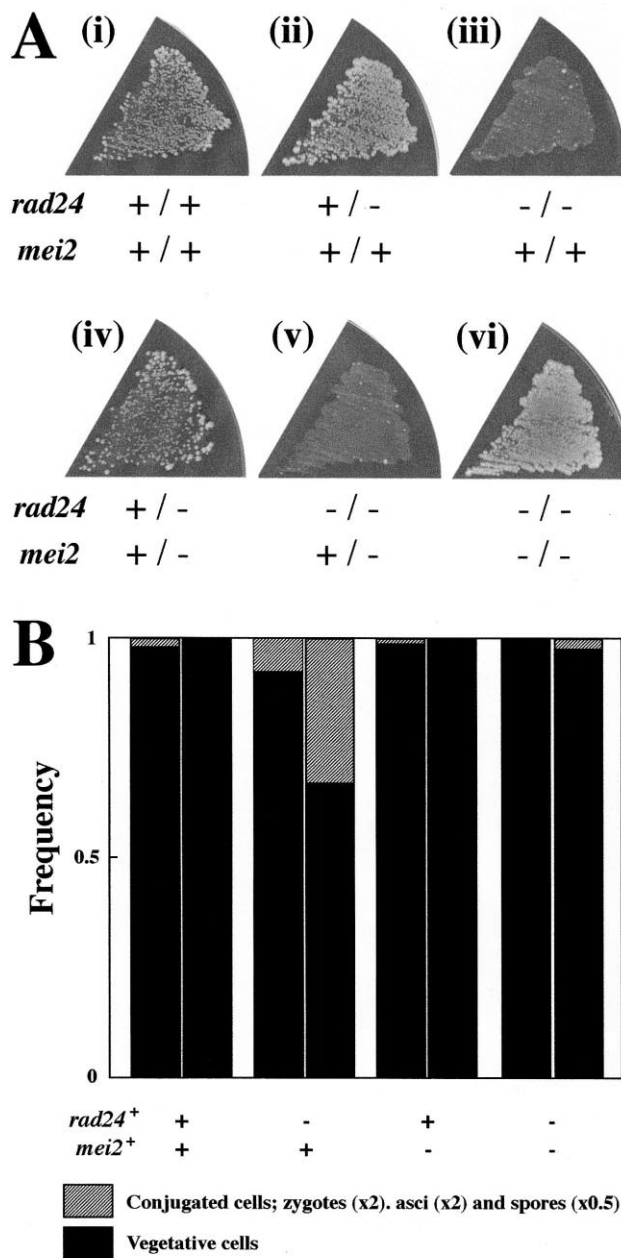 A (i) (ii) (iii)
rad24 + / + + / - - / -
mei2 + / + + / + + / +
(iv) (v) (vi)
rad24 + / - - / - - / -
mei2 + / - + / - - / -
B
1
0.5
0
Frequency
rad24+ + - + -
mei2+ + + - -
Conjugated cells; zygotes (x2). asci (x2) and spores (x0.5)
Vegetative cells